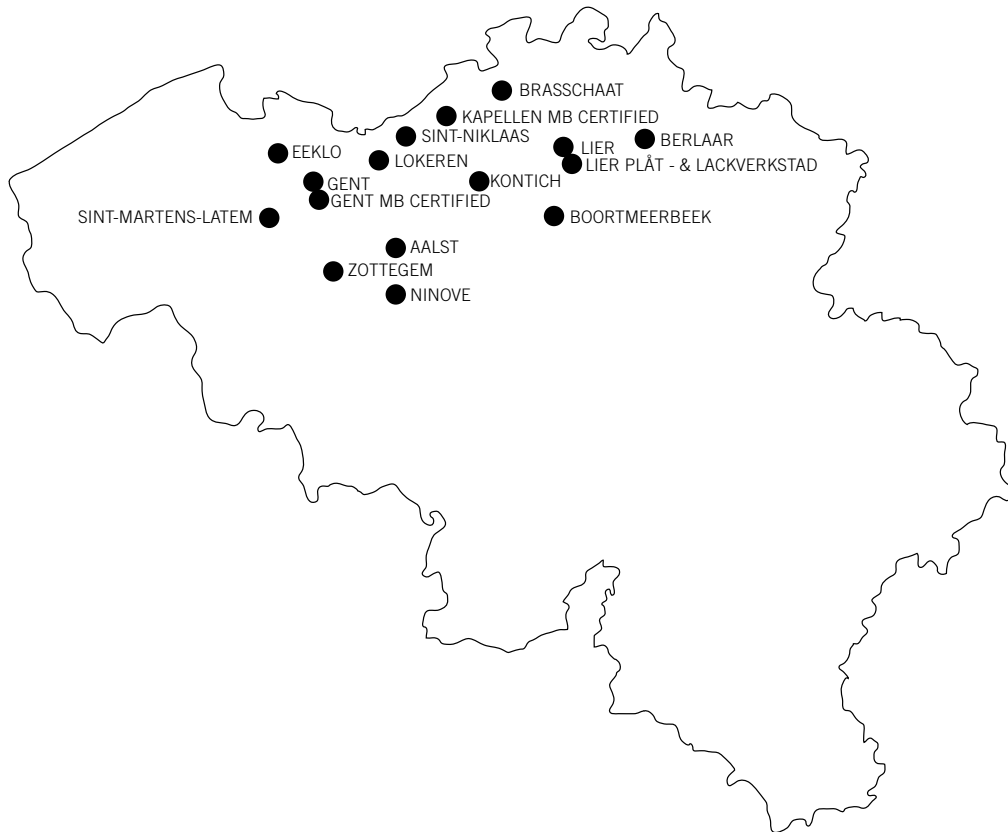 BRASSCHAAT
KAPELLEN MB CERTIFIED
SINT-NIKLAAS
BERLAAR
LIER
EEKLO
LOKEREN
LIER PLÅT - & LACKVERKSTAD
GENT
KONTICH
GENT MB CERTIFIED
SINT-MARTENS-LATEM
BOORTMEERBEEK
AALST
ZOTTEGEM
NINOVE